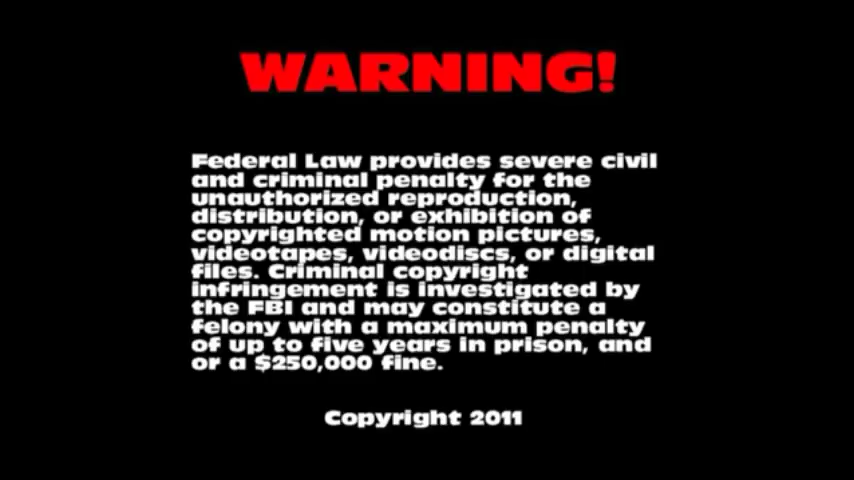 WARNING!
Federal Law provides severe civil
and criminal penalty for the
unauthorized reproduction,
distribution, or exhibition of
copyrighted motion pictures,
videotapes, videodiscs, or digital
files. Criminal copyright
infringement is investigated by
the FBI and may constitute a
felony with a maximum penalty
of up to five years in prison, and
or a $250,000 fine.
Copyright 2011